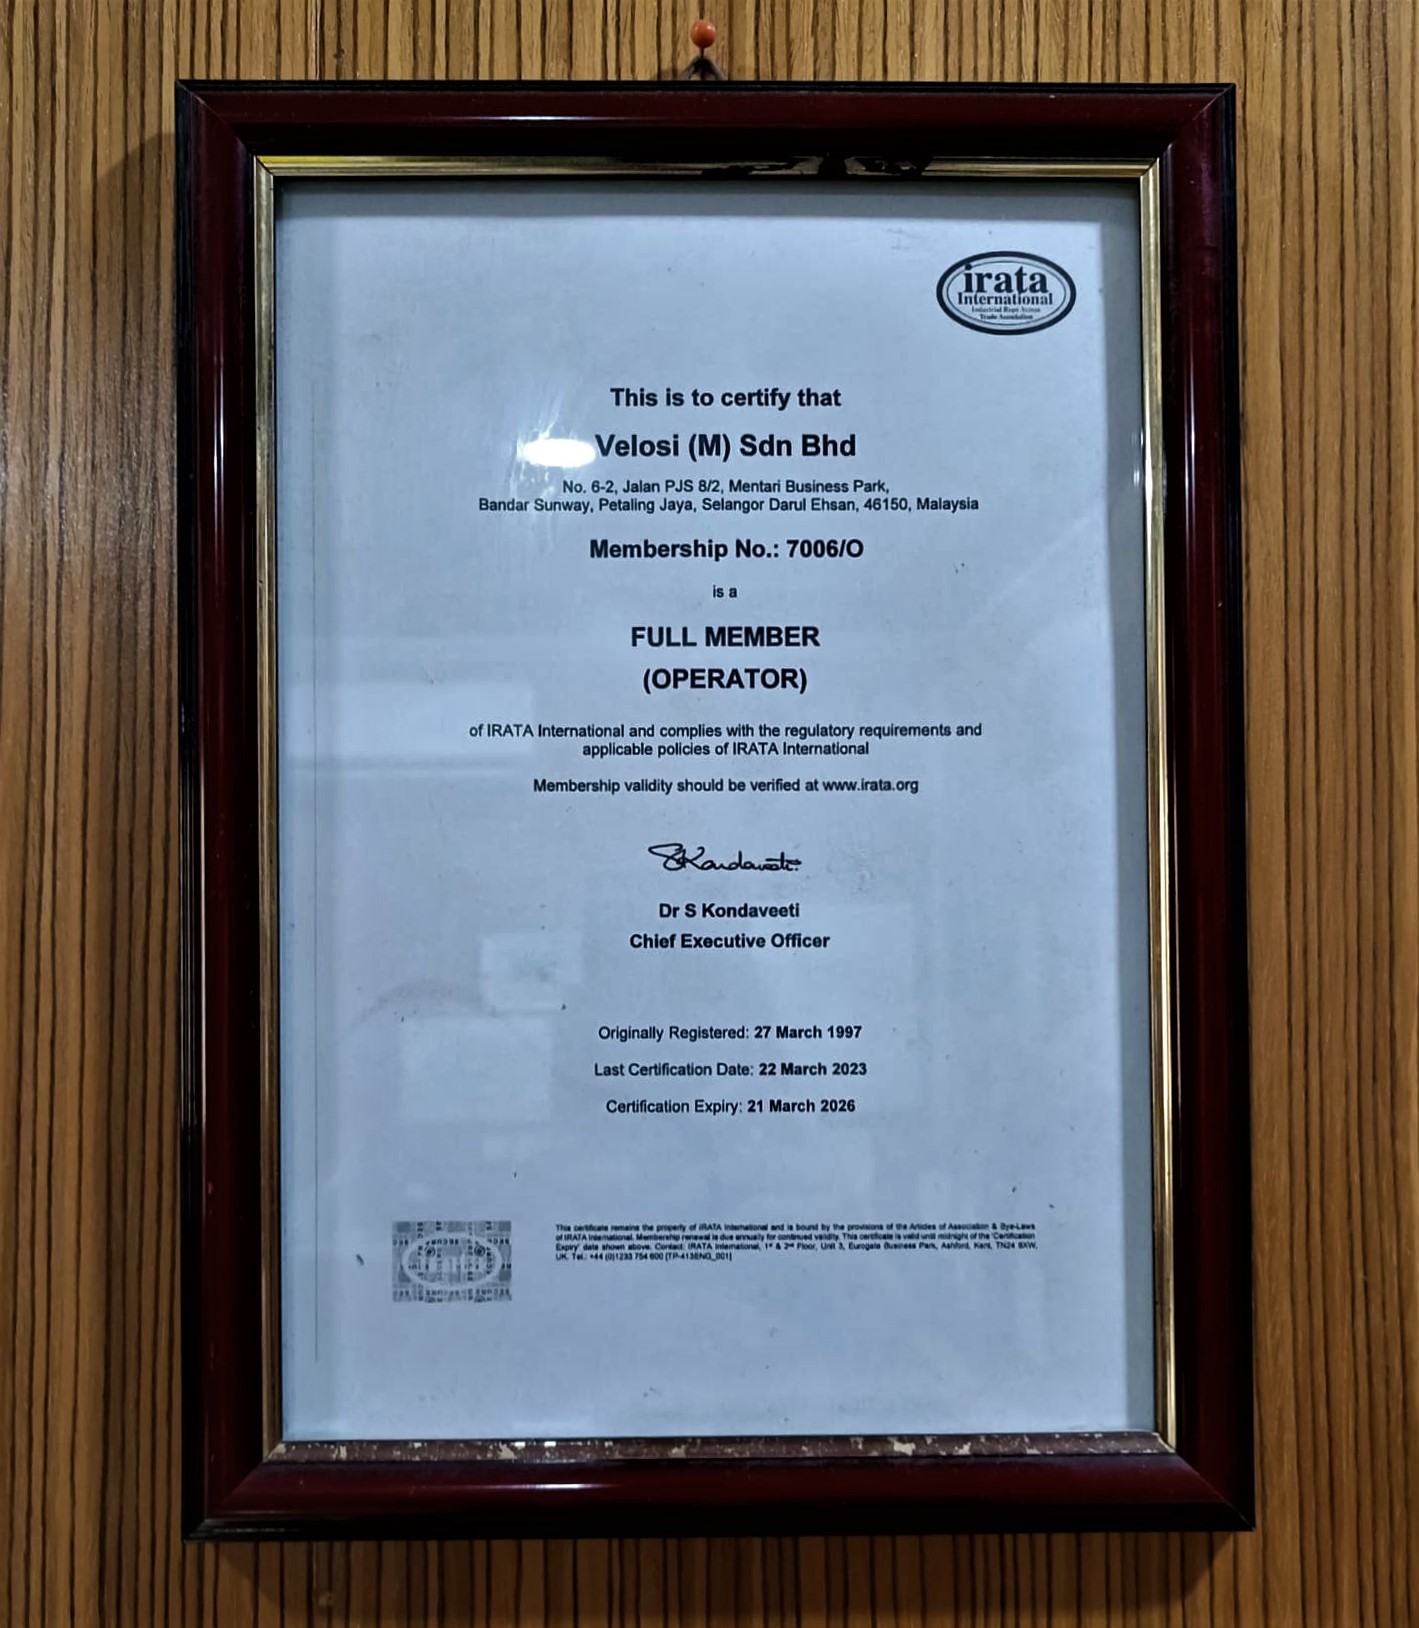 irata
International
Industrial Rope Access
Trade Association
This is to certify that
Velosi (M) Sdn Bhd
No. 6-2, Jalan PJS 8/2, Mentari Business Park,
Bandar Sunway, Petaling Jaya, Selangor Darul Ehsan, 46150, Malaysia
Membership No.: 7006/O
is a
FULL MEMBER
(OPERATOR)
of IRATA International and complies with the regulatory requirements and
applicable policies of IRATA International
Membership validity should be verified at www.irata.org
SKondaveeti
Dr S Kondaveeti
Chief Executive Officer
Originally Registered: 27 March 1997
Last Certification Date: 22 March 2023
Certification Expiry: 21 March 2026
This certificate remains the property of IRATA International and is bound by the provisions of the Articles of Association & Bye-Laws
of IRATA International. Membership renewal is due annually for continued validity. This certificate is valid until midnight of the 'Certification
Expiry' date shown above. Contact: IRATA International, 1st & 2nd Floor, Unit 3, Eurogate Business Park, Ashford, Kent, TN24 8XW,
UK. Tel.: +44 (0)1233 754 600 [TP-413ENG_001]